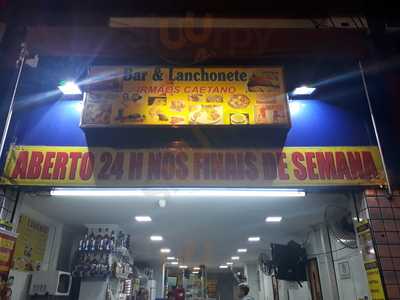 Bar & Lanchonete
IRMÃOS CAETANO
ABERTO 24 H NOS FINAIS DE SEMANA